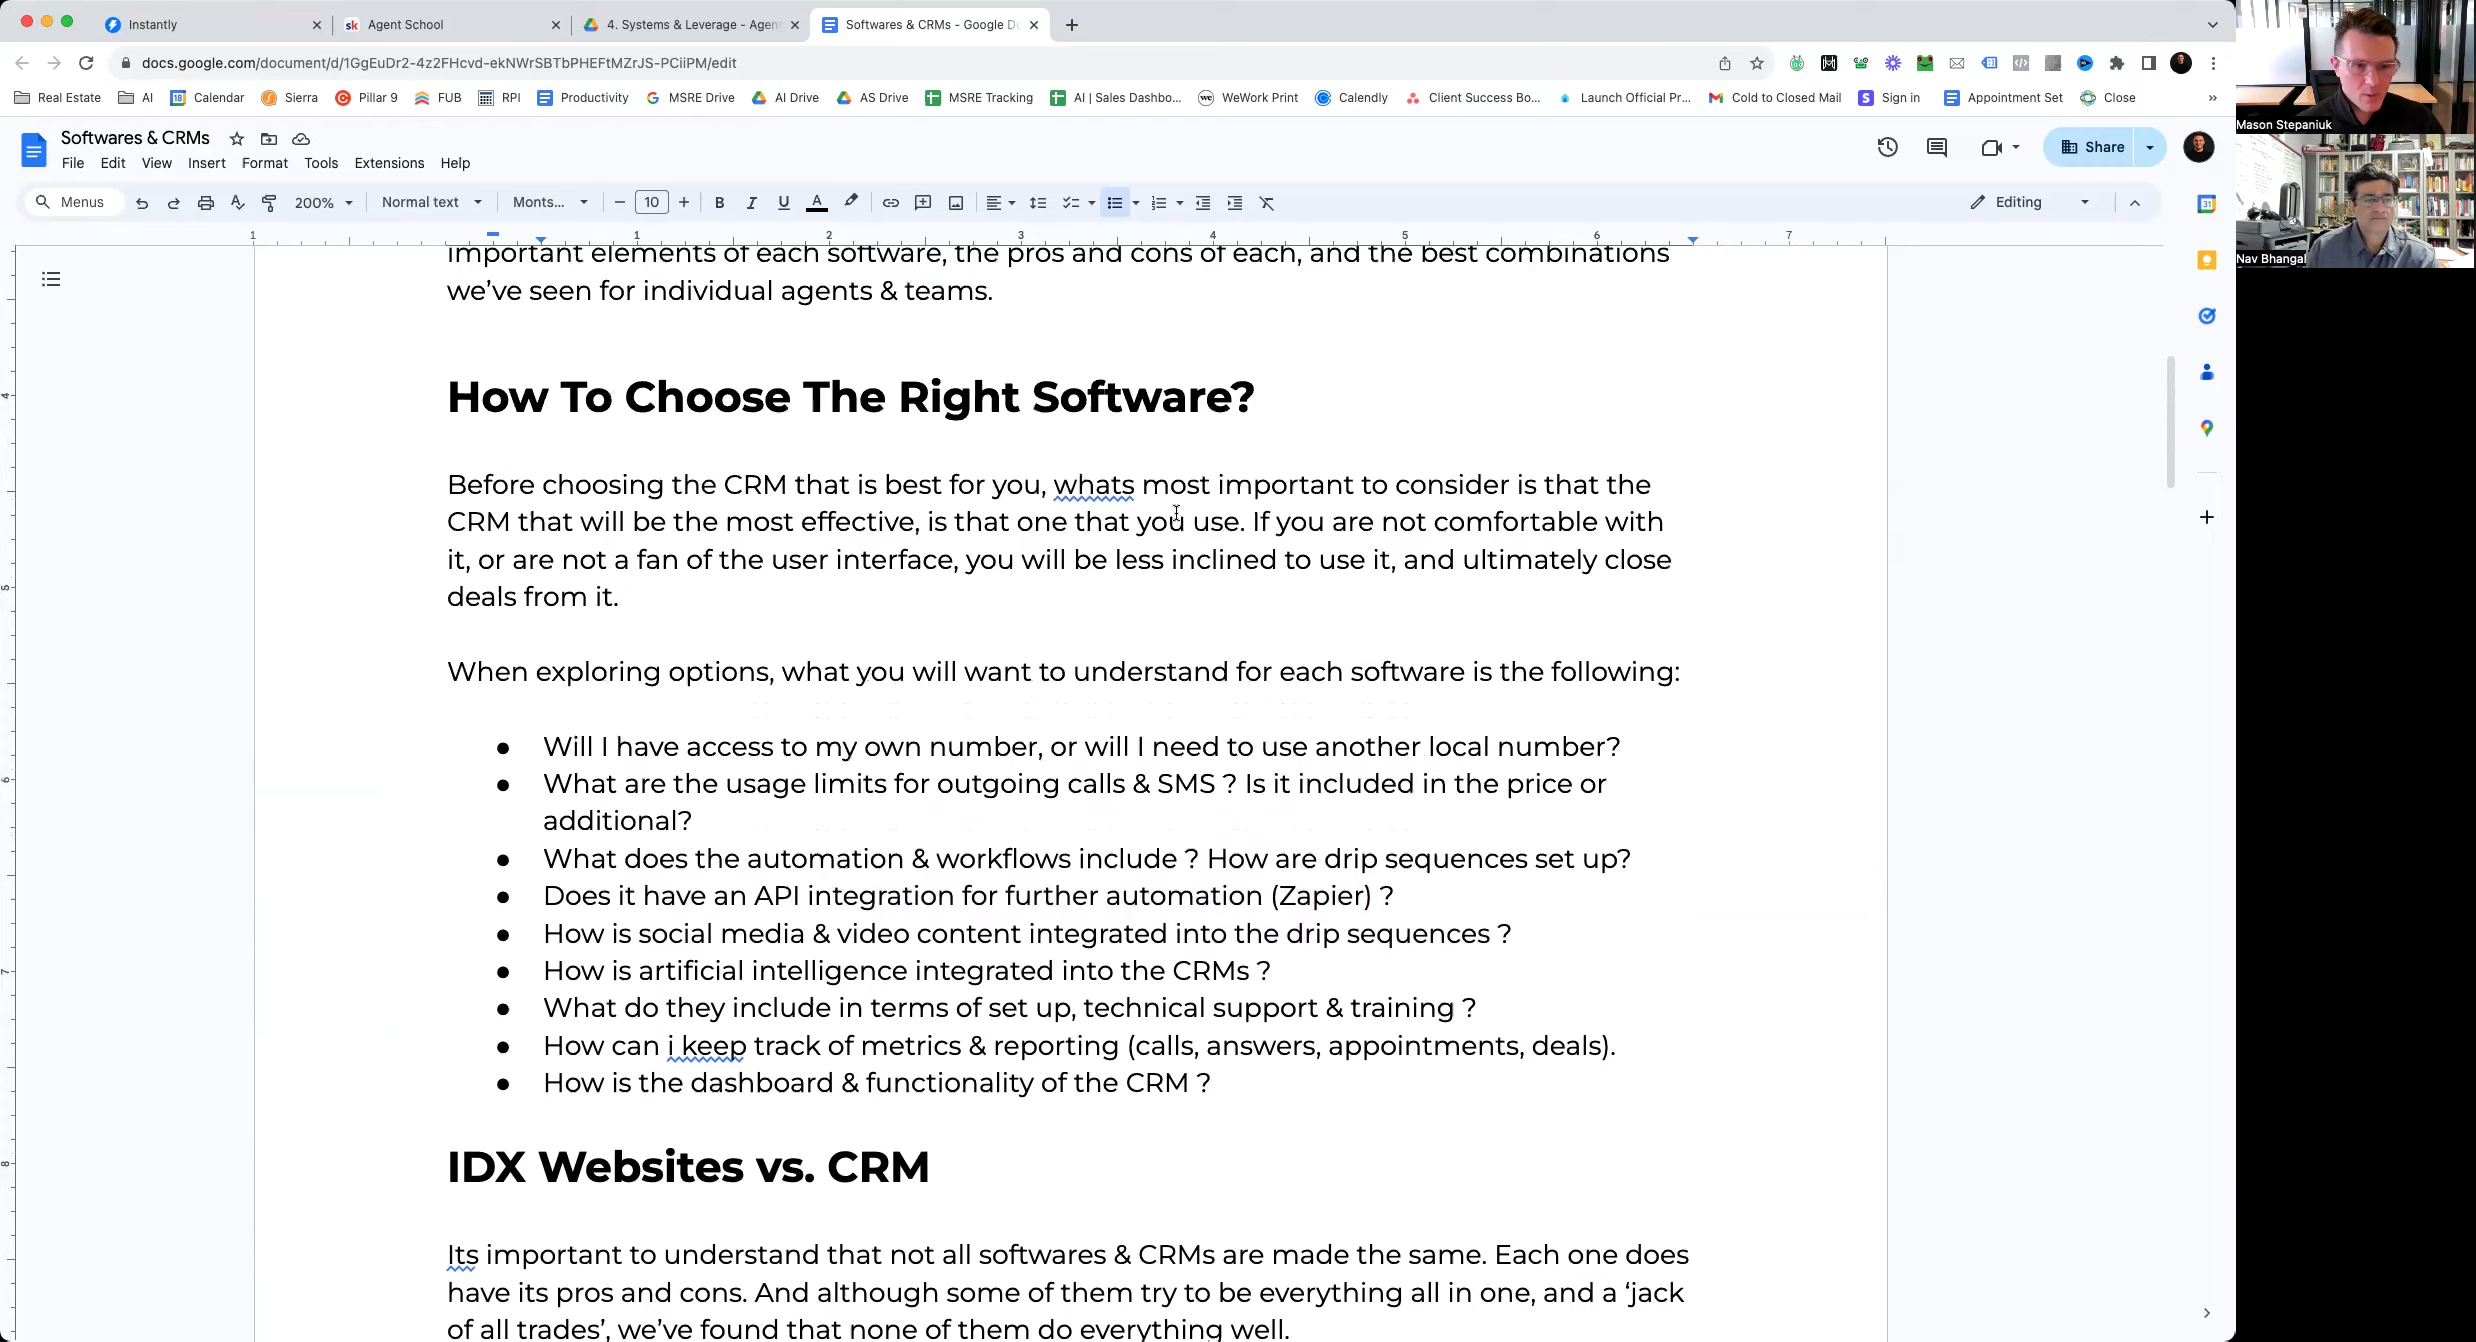 Instantly
Agent School
4. Systems & Leverage - Agen
Softwares & CRMs - Google Do
docs.google.com/document/d/1GgEuDr2-4z2FHcvd-ekNWrSBTbPHEFtMZrJS-PCiiPM/edit
Real Estate AI Calendar Sierra Pillar 9 FUB RPI Productivity MSRE Drive AI Drive AS Drive MSRE Tracking AI | Sales Dashbo... WeWork Print Calendly Client Success Bo... Launch Official Pr... Cold to Closed Mail Sign in Appointment Set Close
Mason Stepaniuk
Softwares & CRMs
Share
File Edit View Insert Format Tools Extensions Help
Menus 200% Normal text Monts... 10 Editing
1 1 2 3 4 5 6 7
Nav Bhangal
important elements of each software, the pros and cons of each, and the best combinations
we've seen for individual agents & teams.
How To Choose The Right Software?
Before choosing the CRM that is best for you, whats most important to consider is that the
CRM that will be the most effective, is that one that you use. If you are not comfortable with
it, or are not a fan of the user interface, you will be less inclined to use it, and ultimately close
deals from it.
When exploring options, what you will want to understand for each software is the following:
● Will I have access to my own number, or will I need to use another local number?
● What are the usage limits for outgoing calls & SMS ? Is it included in the price or
additional?
● What does the automation & workflows include ? How are drip sequences set up?
● Does it have an API integration for further automation (Zapier) ?
● How is social media & video content integrated into the drip sequences ?
● How is artificial intelligence integrated into the CRMs ?
● What do they include in terms of set up, technical support & training ?
● How can i keep track of metrics & reporting (calls, answers, appointments, deals).
● How is the dashboard & functionality of the CRM ?
IDX Websites vs. CRM
Its important to understand that not all softwares & CRMs are made the same. Each one does
have its pros and cons. And although some of them try to be everything all in one, and a ‘jack
of all trades’, we've found that none of them do everything well.